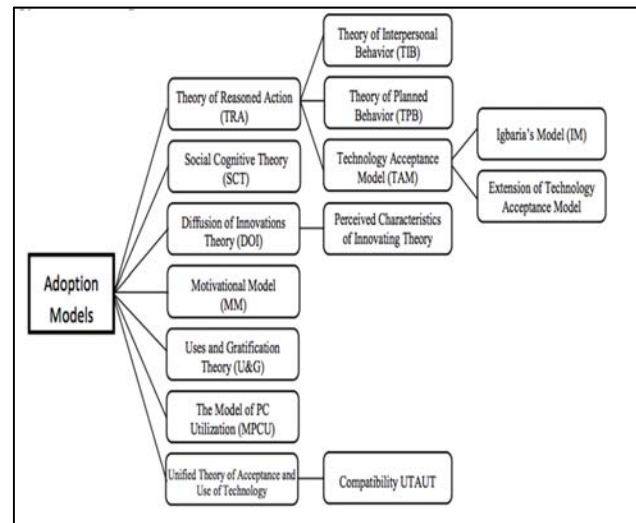 Theory of Interpersonal
Behavior (TIB)
Theory of Reasoned Action
(TRA)
Theory of Planned
Behavior (TPB)
Igbaria's Model (IM)
Social Cognitive Theory
(SCT)
Technology Acceptance
Model (TAM)
Extension of Technology
Acceptance Model
Diffusion of Innovations
Theory (DOI)
Perceived Characteristics
of Innovating Theory
Adoption
Models
Motivational Model
(MM)
Uses and Gratification
Theory (U&G)
The Model of PC
Utilization (MPCU)
Unified Theory of Acceptance and
Use of Technology
Compatibility UTAUT